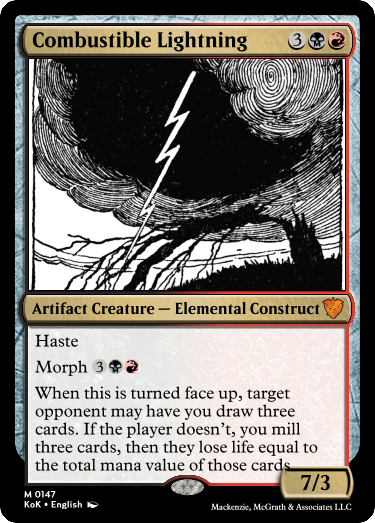 Combustible Lightning 3
Artifact Creature — Elemental Construct
Haste
Morph 3
When this is turned face up, target
opponent may have you draw three
cards. If the player doesn't, you mill
three cards, then they lose life equal to
the total mana value of those cards.
7/3
M 0147
KoK • English
Mackenzie, McGrath & Associates LLC